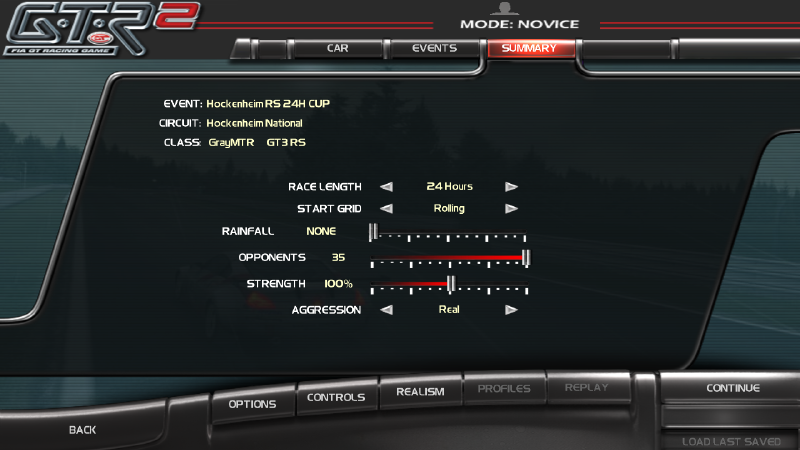 GTR2
FIA GT RACING GAME
MODE: NOVICE
CAR EVENTS SUMMARY
EVENT: Hockenheim RS 24H CUP
CIRCUIT: Hockenheim National
CLASS: GrayMTR GT3 RS
RACE LENGTH 24 Hours
START GRID Rolling
RAINFALL NONE
OPPONENTS 35
STRENGTH 100%
AGGRESSION Real
BACK OPTIONS CONTROLS REALISM PROFILES REPLAY CONTINUE
LOAD LAST SAVED